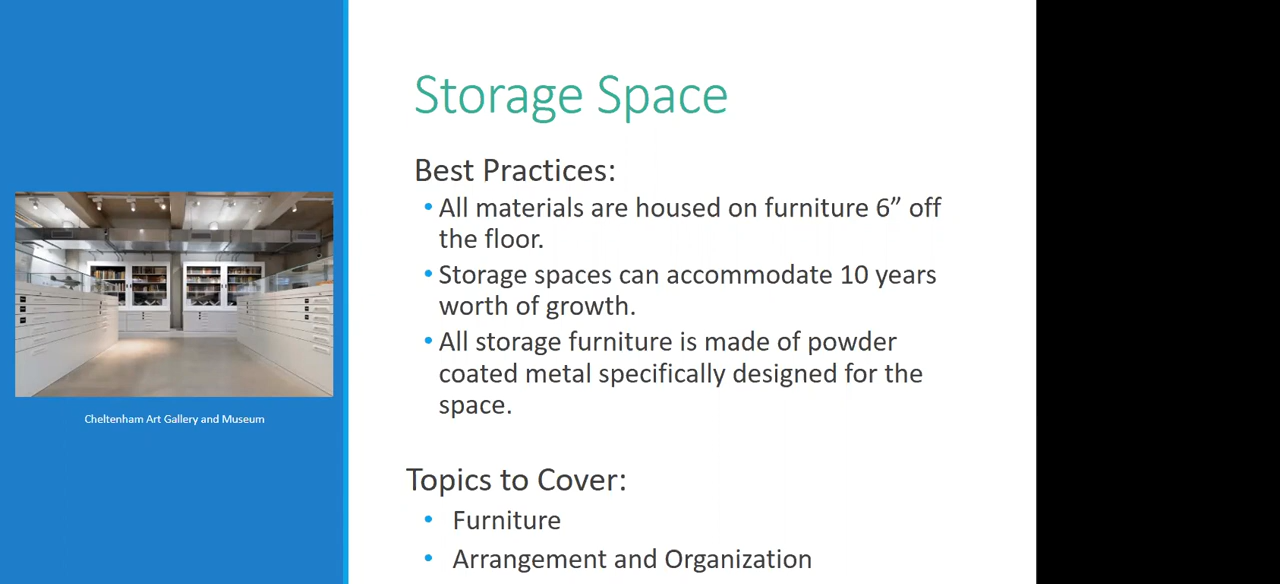 Storage Space
Best Practices:
• All materials are housed on furniture 6” off
the floor.
• Storage spaces can accommodate 10 years
worth of growth.
• All storage furniture is made of powder
coated metal specifically designed for the
space.
Topics to Cover:
• Furniture
• Arrangement and Organization
Cheltenham Art Gallery and Museum